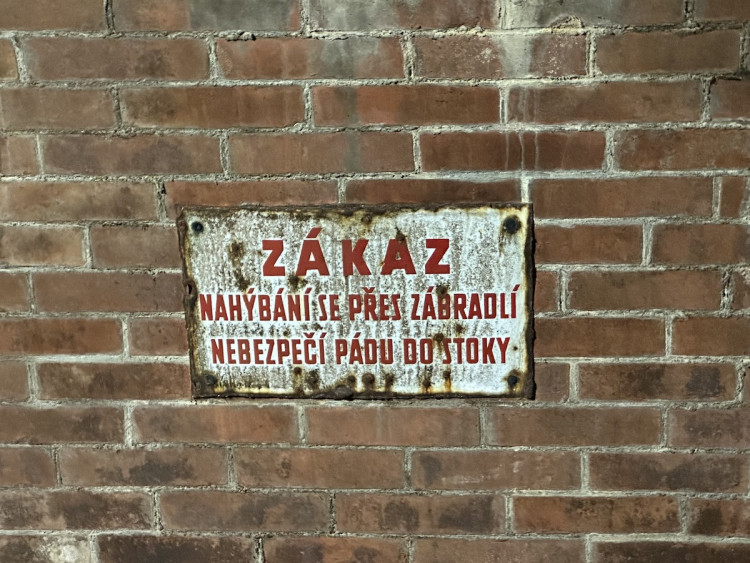 ZÁKAZ
NAHÝBÁNÍ SE PŘES ZÁBRADLÍ
NEBEZPEČÍ PÁDU DO STOKY